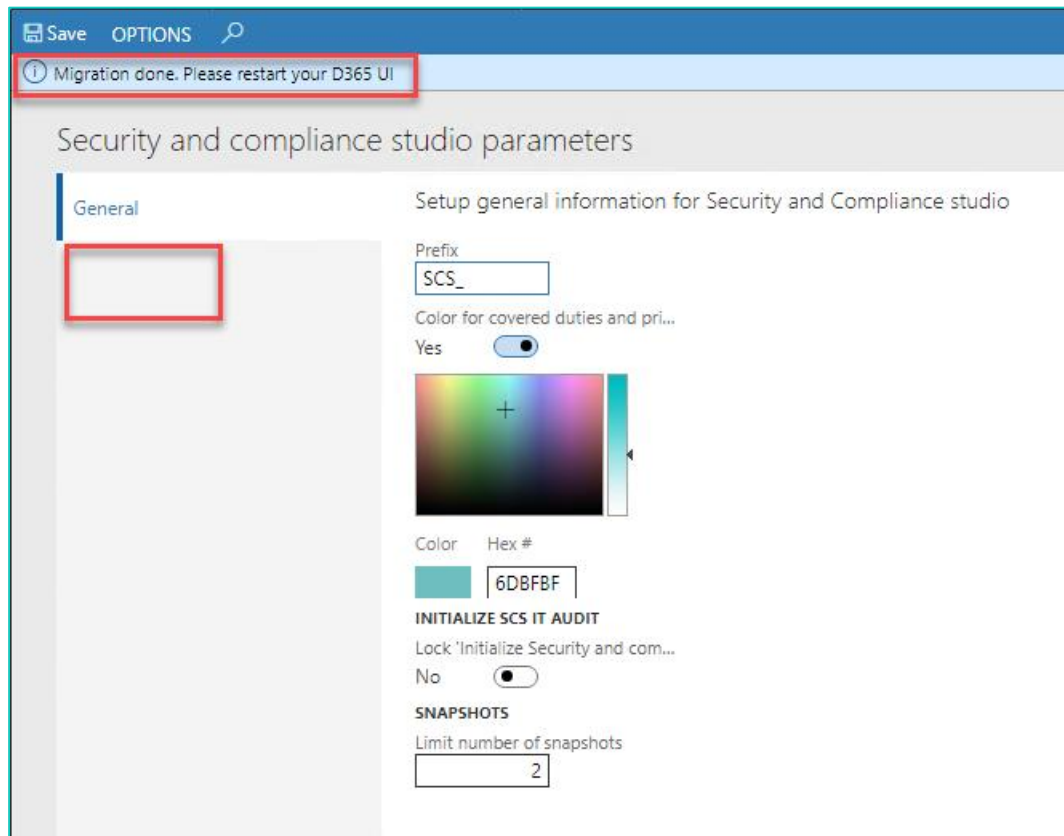 Save OPTIONS
Migration done. Please restart your D365 UI
Security and compliance studio parameters
General
Setup general information for Security and Compliance studio
Prefix
SCS_
Color for covered duties and pri...
Yes
Color Hex #
6DBFBF
INITIALIZE SCS IT AUDIT
Lock 'Initialize Security and com...
No
SNAPSHOTS
Limit number of snapshots
2